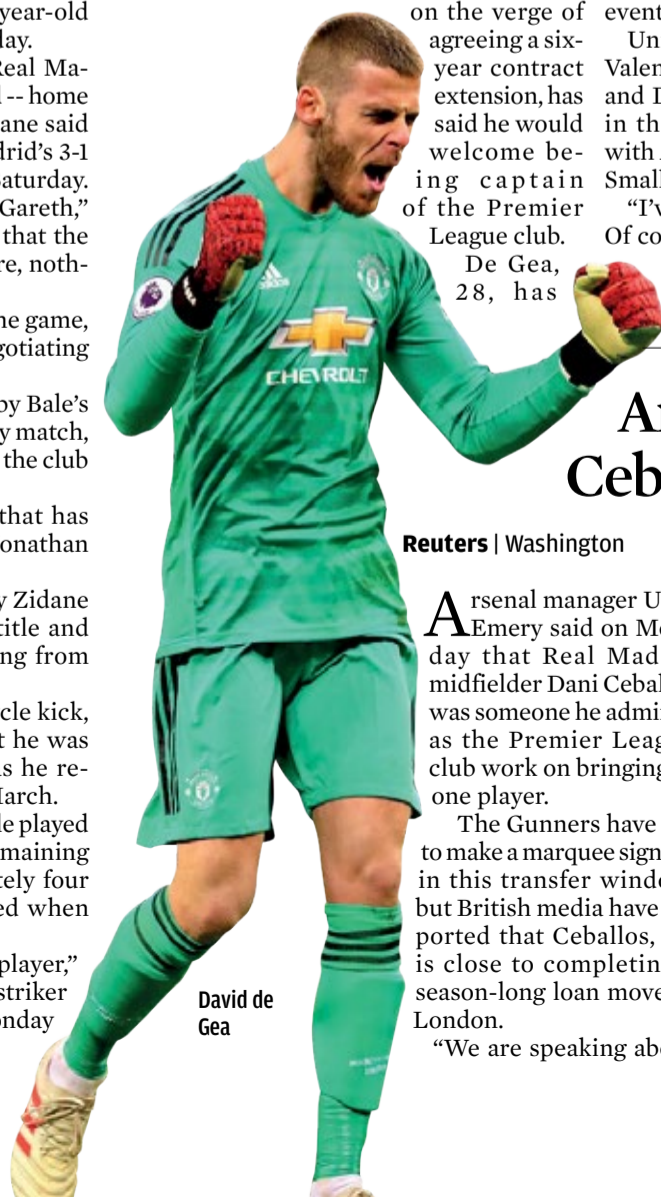 year-old
day.
Real Ma-
-- home
ane said
drid's 3-1
Saturday.
Gareth,"
that the
re, noth-
he game,
gotiating
by Bale's
y match,
the club
that has
onathan
y Zidane
title and
ng from
cle kick,
t he was
as he re-
March.
le played
maining
tely four
ed when
player,"
striker
onday
CHEVROLET
David de
Gea
on the verge of
agreeing a six-
year contract
extension, has
said he would
welcome be-
ing captain
of the Premier
League club.
De Gea,
28, has
event
Un
Valen
and D
in th
with
Small
"I'v
Of co
Ar
Ceb
Reuters | Washington
Arsenal manager U
Emery said on Mo
day that Real Mad
midfielder Dani Cebal
was someone he admi
as the Premier Leag
club work on bringing
one player.
The Gunners have
to make a marquee sign
in this transfer windo
but British media have
ported that Ceballos,
is close to completin
season-long loan move
London.
"We are speaking abo